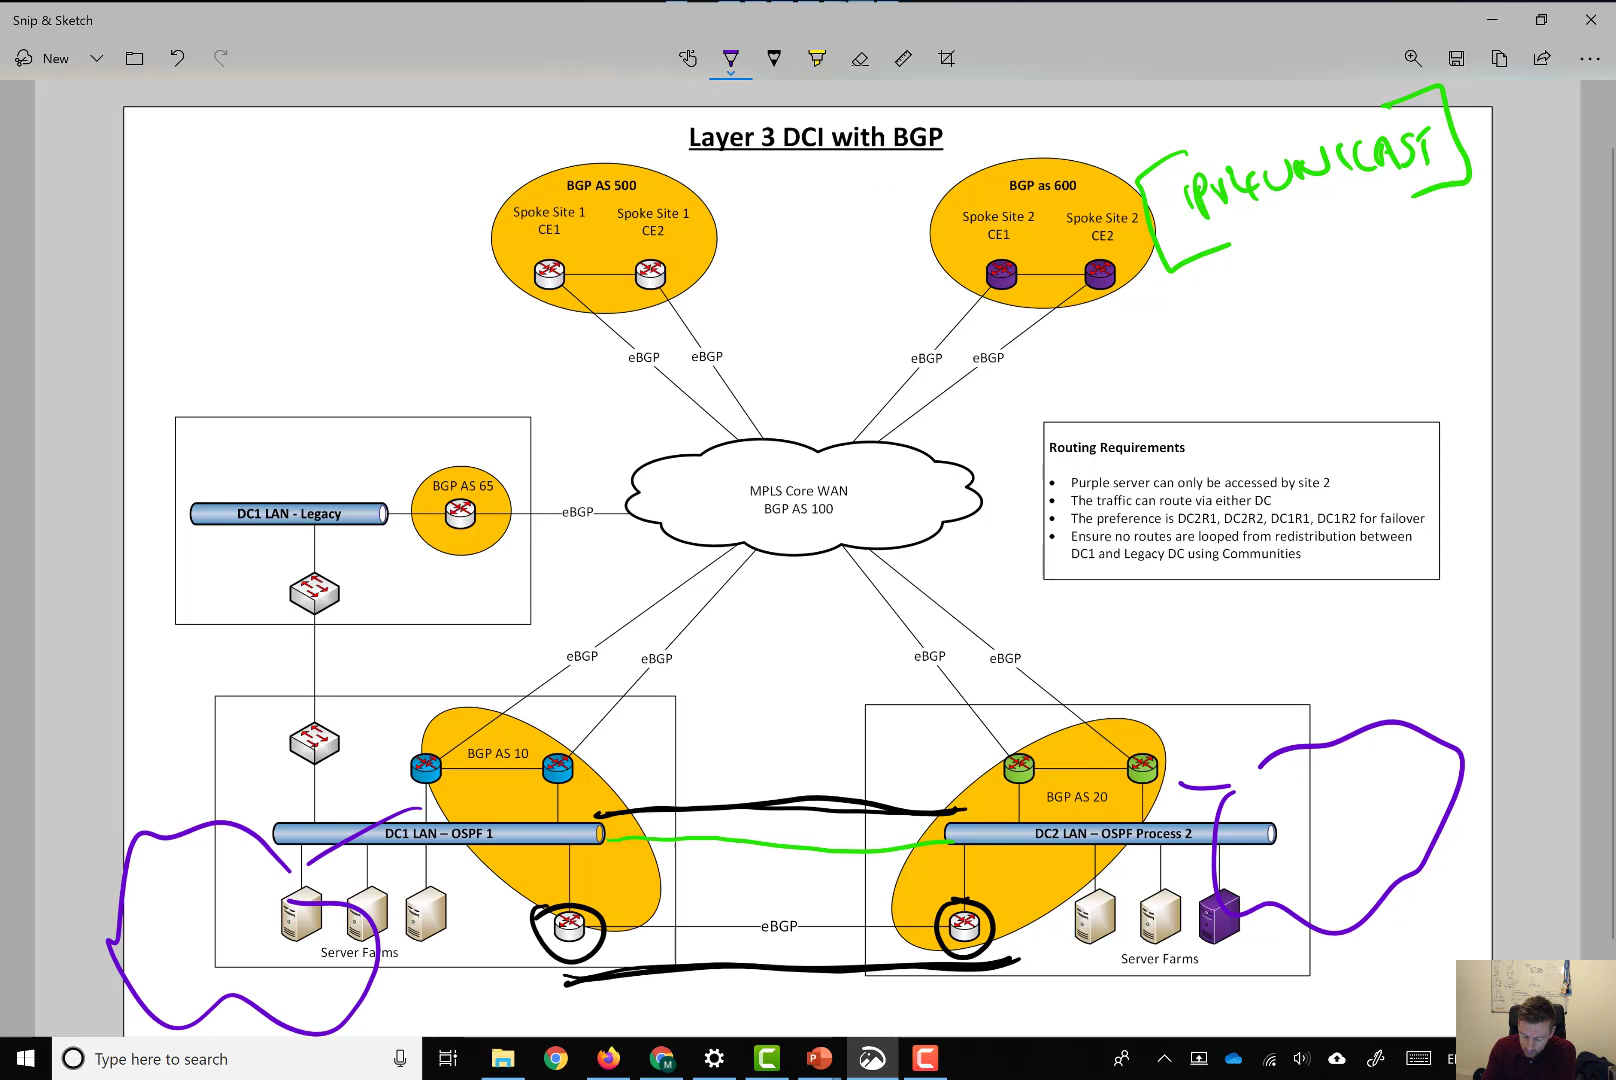 Snip & Sketch
New
Layer 3 DCI with BGP
IPV4 UNICAST
BGP AS 500
Spoke Site 1
CE1
Spoke Site 1
CE2
BGP as 600
Spoke Site 2
CE1
Spoke Site 2
CE2
eBGP
eBGP
eBGP
eBGP
BGP AS 65
DC1 LAN - Legacy
eBGP
MPLS Core WAN
BGP AS 100
Routing Requirements
• Purple server can only be accessed by site 2
• The traffic can route via either DC
• The preference is DC2R1, DC2R2, DC1R1, DC1R2 for failover
• Ensure no routes are looped from redistribution between
DC1 and Legacy DC using Communities
eBGP
eBGP
eBGP
eBGP
BGP AS 10
BGP AS 20
DC1 LAN – OSPF 1
DC2 LAN – OSPF Process 2
eBGP
Server Farms
Server Farms
Type here to search